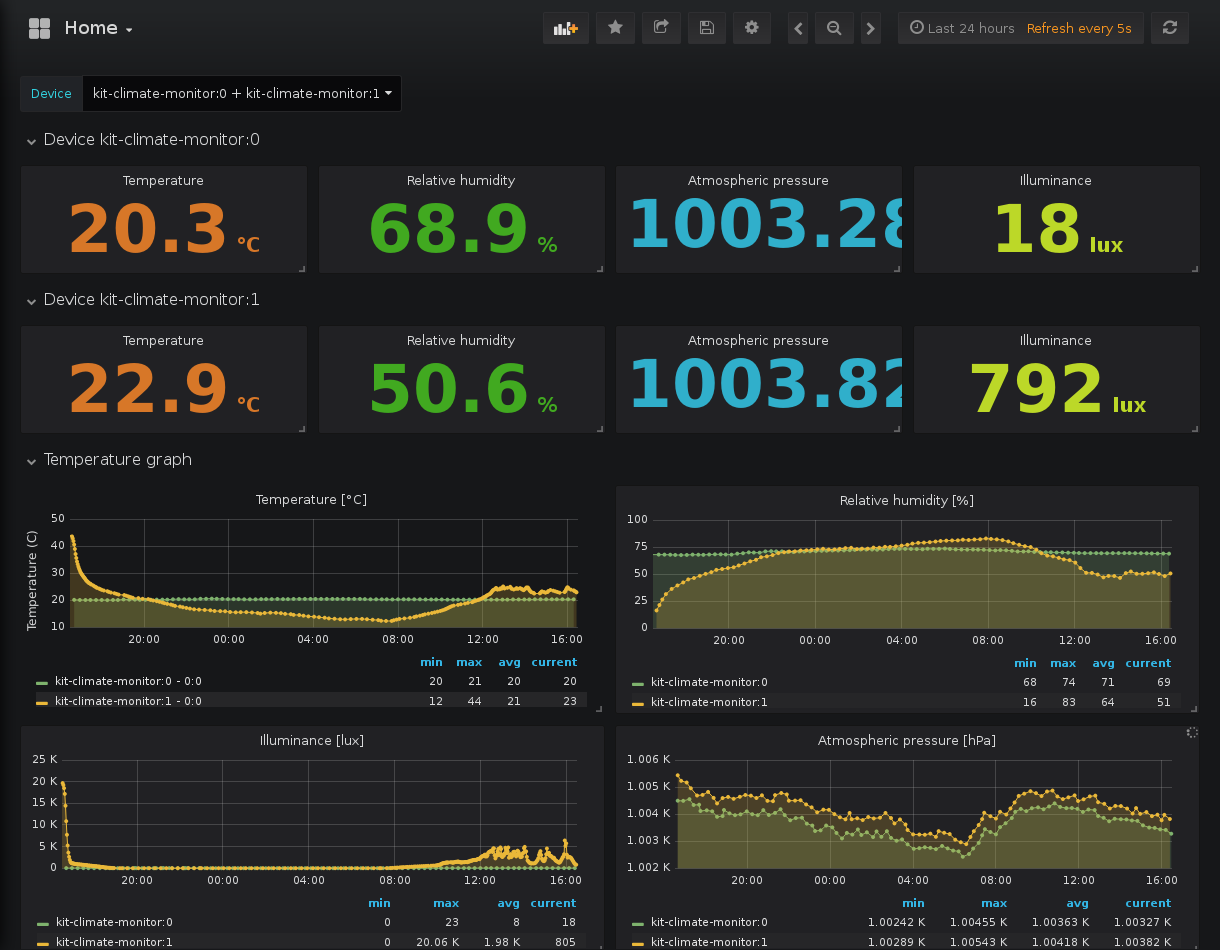 Home
Last 24 hours Refresh every 5s
Device kit-climate-monitor:0 + kit-climate-monitor:1
Device kit-climate-monitor:0
Temperature Relative humidity Atmospheric pressure Illuminance
20.3 °C 68.9 % 1003.28 18 lux
Device kit-climate-monitor:1
Temperature Relative humidity Atmospheric pressure Illuminance
22.9 °C 50.6 % 1003.82 792 lux
Temperature graph
Temperature [°C]
Temperature (C)
50
40
30
20
10
20:00 00:00 04:00 08:00 12:00 16:00
min max avg current
kit-climate-monitor:0 - 0:0 20 21 20 20
kit-climate-monitor:1 - 0:0 12 44 21 23
Relative humidity [%]
100
75
50
25
0
20:00 00:00 04:00 08:00 12:00 16:00
min max avg current
kit-climate-monitor:0 68 74 71 69
kit-climate-monitor:1 16 83 64 51
Illuminance [lux]
25 K
20 K
15 K
10 K
5 K
0
20:00 00:00 04:00 08:00 12:00 16:00
min max avg current
kit-climate-monitor:0 0 23 8 18
kit-climate-monitor:1 0 20.06 K 1.98 K 805
Atmospheric pressure [hPa]
1.006 K
1.005 K
1.004 K
1.003 K
1.002 K
20:00 00:00 04:00 08:00 12:00 16:00
min max avg current
kit-climate-monitor:0 1.00242 K 1.00455 K 1.00363 K 1.00327 K
kit-climate-monitor:1 1.00289 K 1.00543 K 1.00418 K 1.00382 K